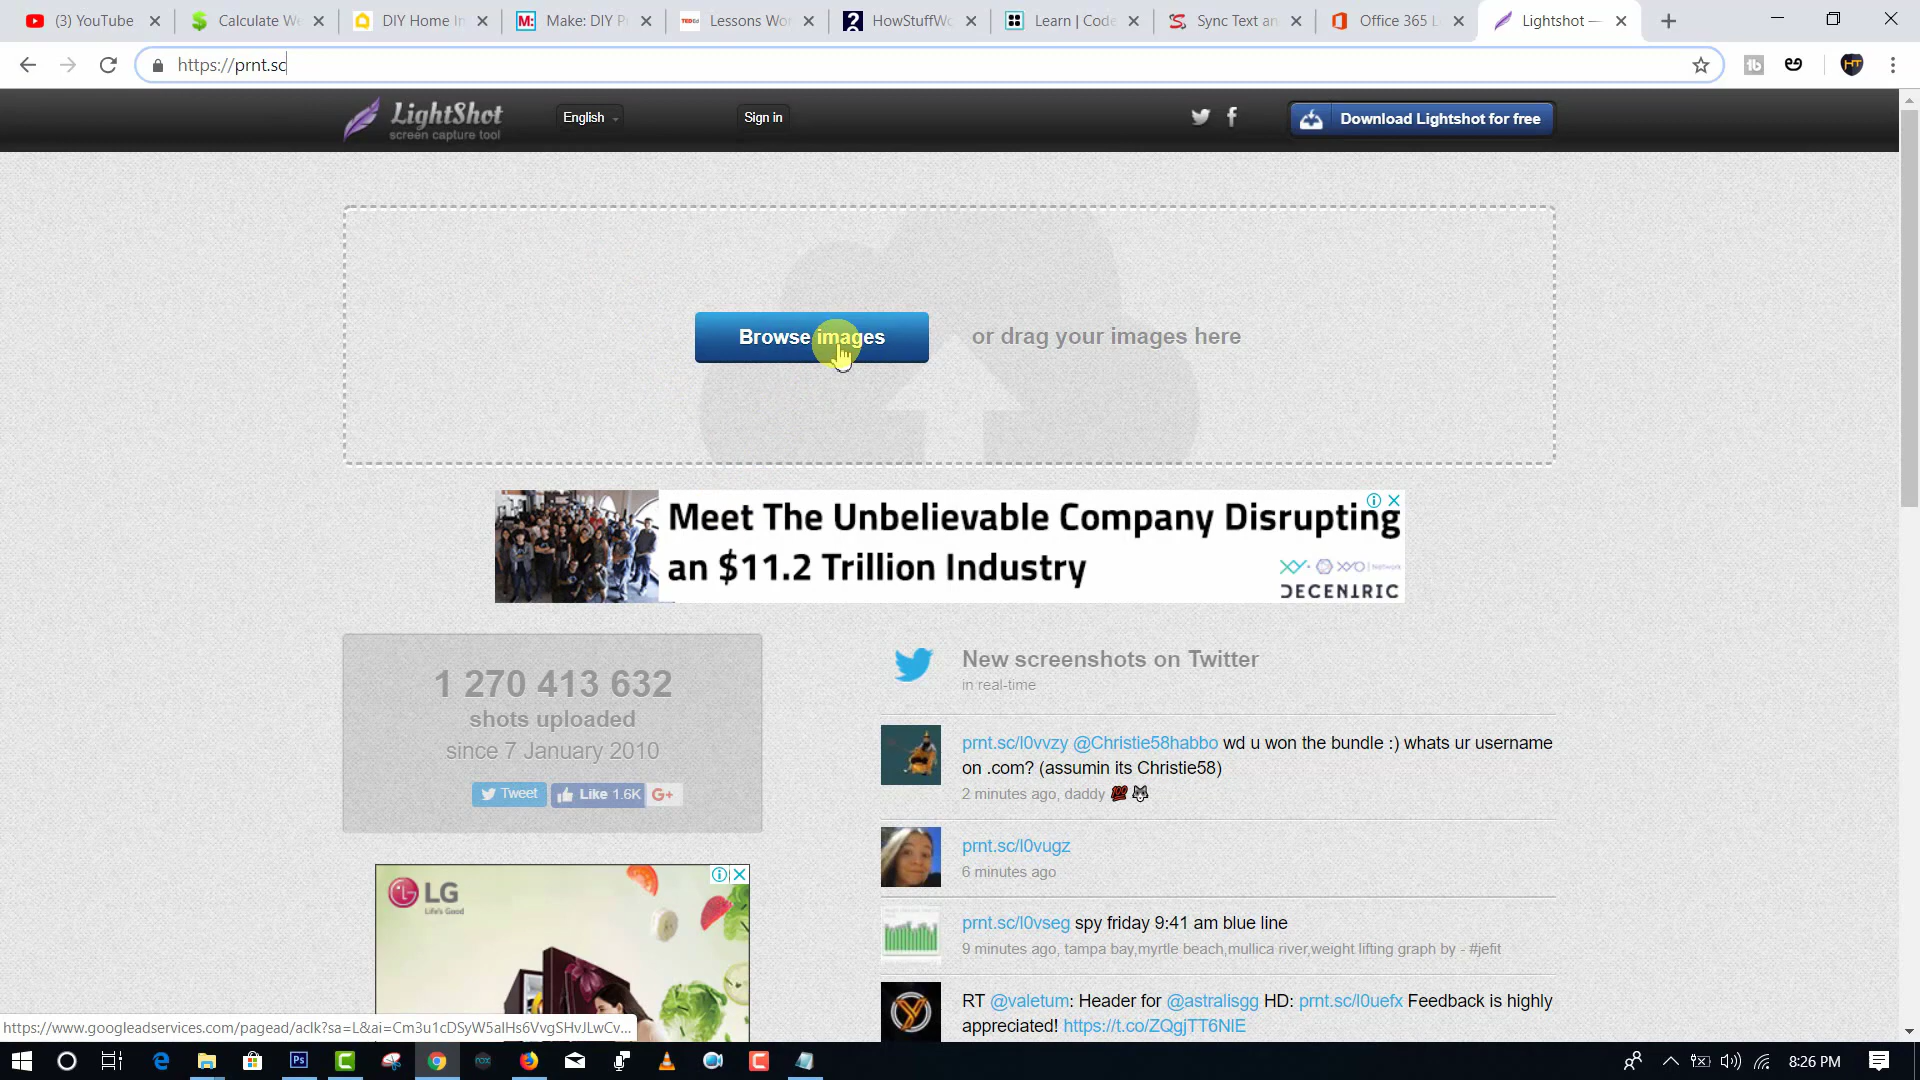 (3) YouTube
Calculate We
DIY Home In
Make: DIY P
Lessons Wor
HowStuffWo
Learn | Code
Sync Text an
Office 365 L
Lightshot —
https://prnt.sc
LightShot
screen capture tool
English
Sign in
Download Lightshot for free
Browse images
or drag your images here
Meet The Unbelievable Company Disrupting
an $11.2 Trillion Industry
XYO | Network
DECENTRIC
1 270 413 632
shots uploaded
since 7 January 2010
Tweet
Like 1.6K
G+
New screenshots on Twitter
in real-time
prnt.sc/l0vvzy @Christie58habbo wd u won the bundle :) whats ur username
on .com? (assumin its Christie58)
2 minutes ago, daddy 💯
prnt.sc/l0vugz
6 minutes ago
prnt.sc/l0vseg spy friday 9:41 am blue line
9 minutes ago, tampa bay,myrtle beach,mullica river,weight lifting graph by - #jefit
RT @valetum: Header for @astralisgg HD: prnt.sc/l0uefx Feedback is highly
appreciated! https://t.co/ZQgjTT6NlE
LG
Life's Good
https://www.googleadservices.com/pagead/aclk?sa=L&ai=Cm3u1cDSyW5alHs6VvgSHvJLwCv...
8:26 PM